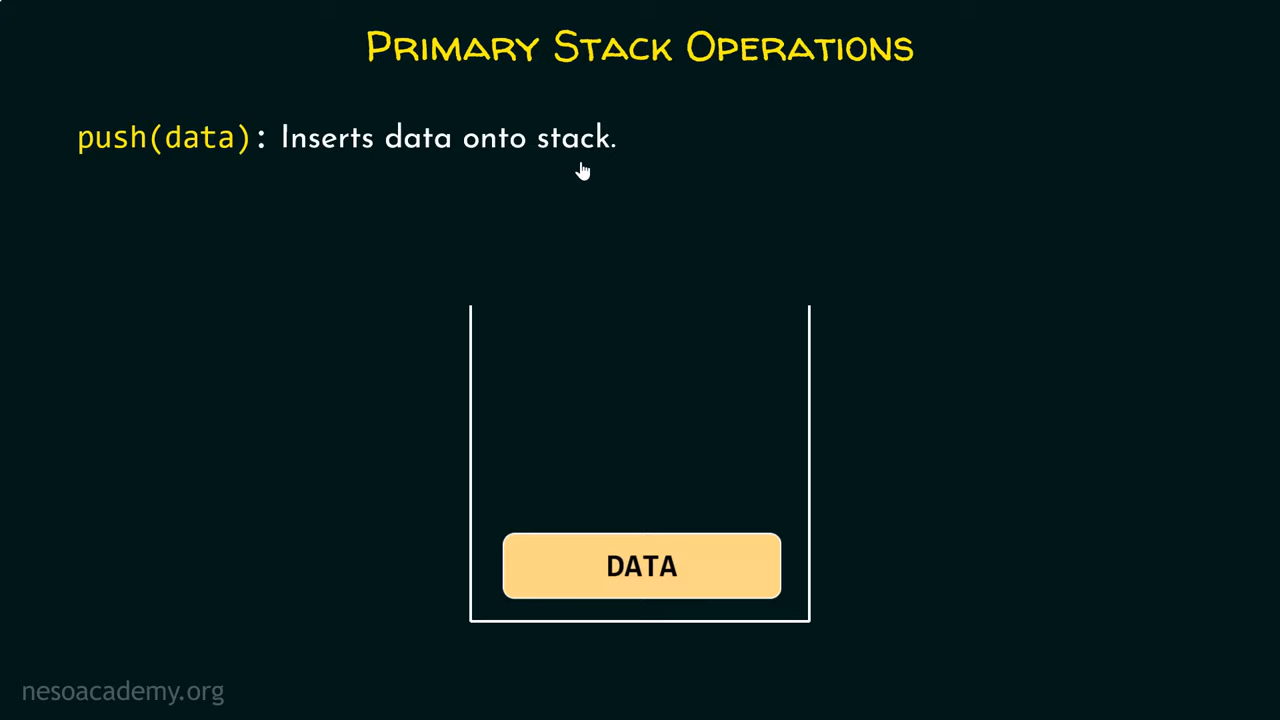 PRIMARY STACK OPERATIONS
push(data): Inserts data onto stack.
DATA
nesoacademy.org